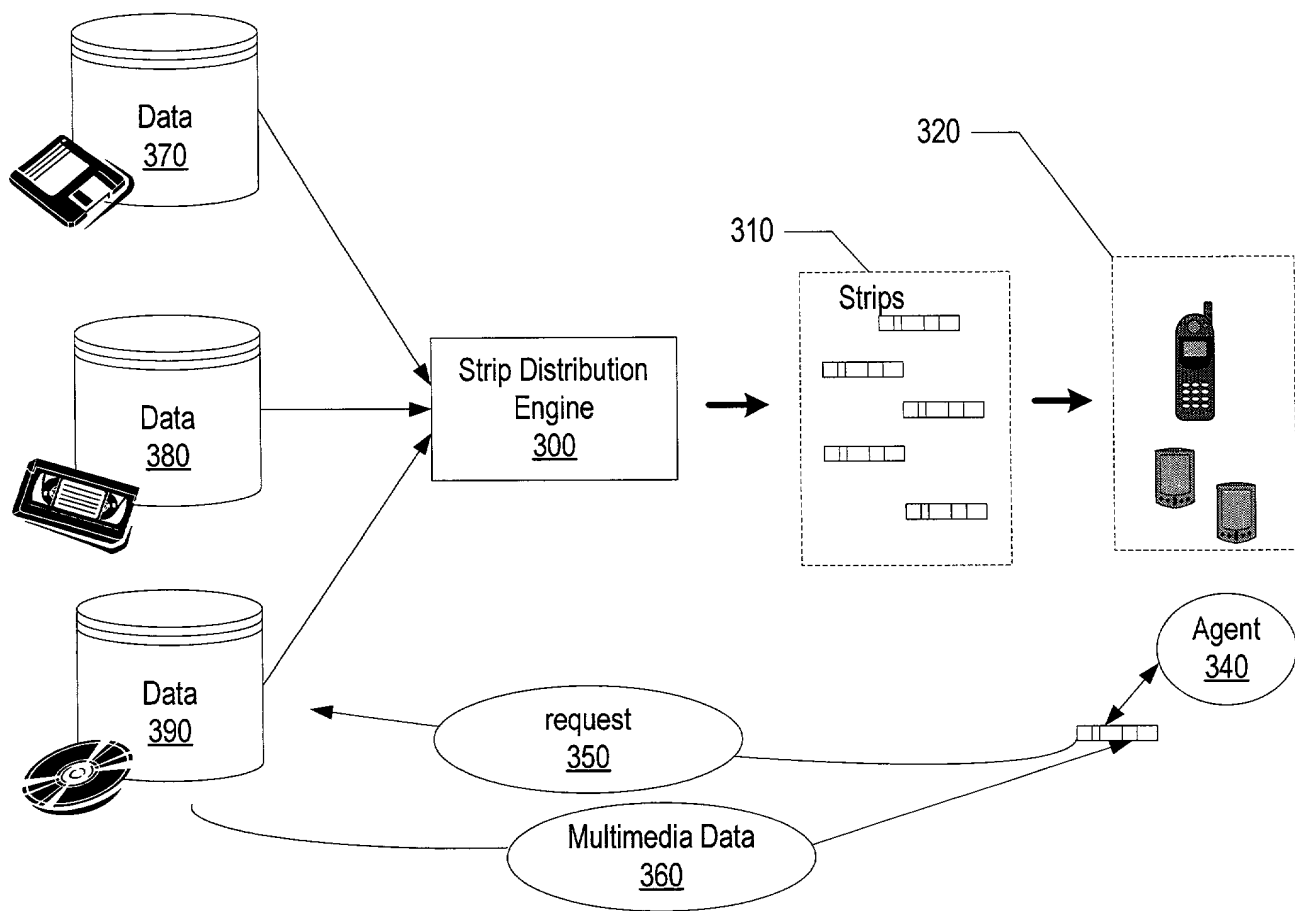 Data
370
320
310
Strips
Strip Distribution
Engine
300
Data
380
Agent
340
Data
390
request
350
Multimedia Data
360